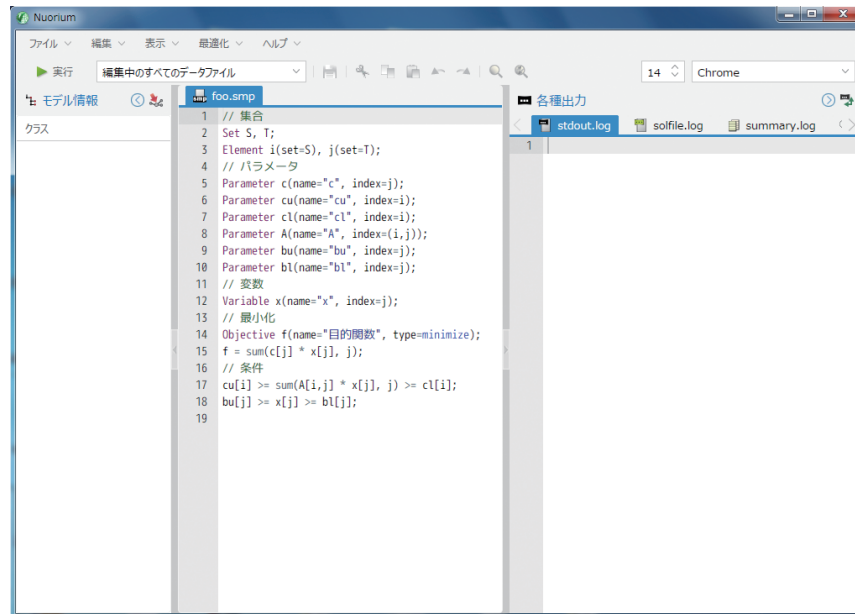 Nuorium
ファイル 編集 表示 最適化 ヘルプ
実行 編集中のすべてのデータファイル 14 Chrome
モデル情報
クラス
foo.smp
1 // 集合
2 Set S, T;
3 Element i(set=S), j(set=T);
4 // パラメータ
5 Parameter c(name="c", index=j);
6 Parameter cu(name="cu", index=i);
7 Parameter cl(name="cl", index=i);
8 Parameter A(name="A", index=(i,j));
9 Parameter bu(name="bu", index=j);
10 Parameter bl(name="bl", index=j);
11 // 変数
12 Variable x(name="x", index=j);
13 // 最小化
14 Objective f(name="目的関数", type=minimize);
15 f = sum(c[j] * x[j], j);
16 // 条件
17 cu[i] >= sum(A[i,j] * x[j], j) >= cl[i];
18 bu[j] >= x[j] >= bl[j];
19
各種出力
stdout.log solfile.log summary.log
1